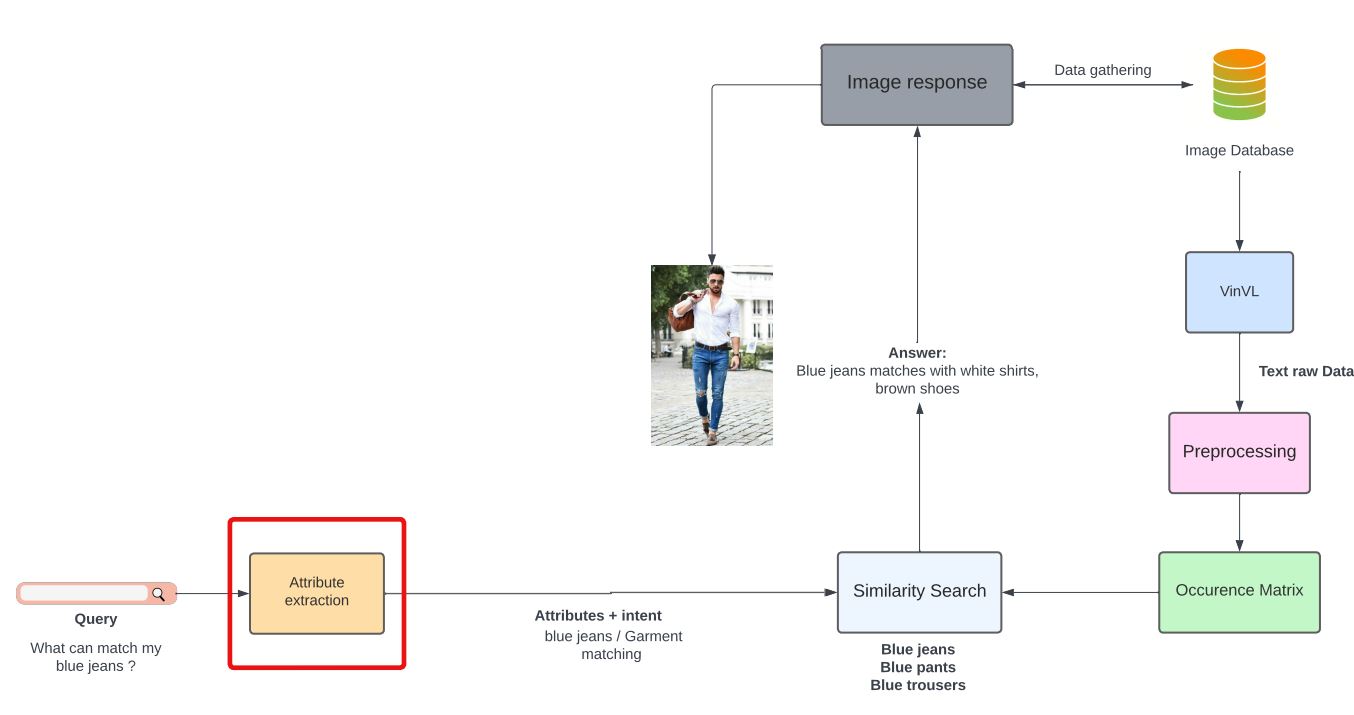 Image response
Data gathering
Image Database
VinVL
Answer:
Blue jeans matches with white shirts,
brown shoes
Text raw Data
Preprocessing
Attribute
extraction
Similarity Search
Occurence Matrix
Query
What can match my
blue jeans ?
Attributes + intent
blue jeans / Garment
matching
Blue jeans
Blue pants
Blue trousers